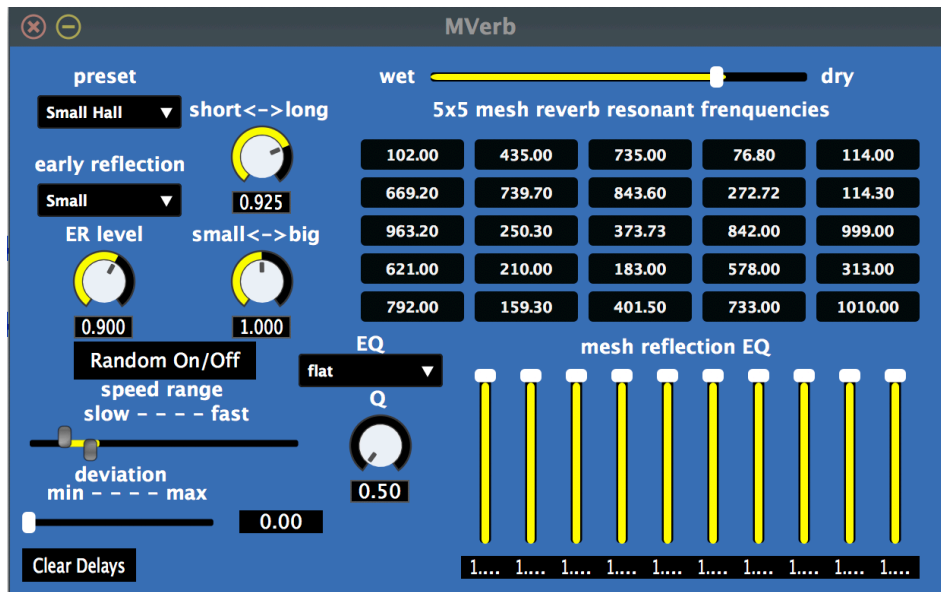 MVerb
preset
wet
dry
Small Hall
short<->long
5x5 mesh reverb resonant frenquencies
102.00 435.00 735.00 76.80 114.00
early reflection
669.20 739.70 843.60 272.72 114.30
Small
0.925
963.20 250.30 373.73 842.00 999.00
ER level
small<->big
621.00 210.00 183.00 578.00 313.00
792.00 159.30 401.50 733.00 1010.00
0.900
1.000
EQ
mesh reflection EQ
Random On/Off
flat
speed range
slow - - - - fast
Q
deviation
min - - - - max
0.50
0.00
Clear Delays
1.... 1.... 1.... 1.... 1.... 1.... 1.... 1.... 1.... 1....